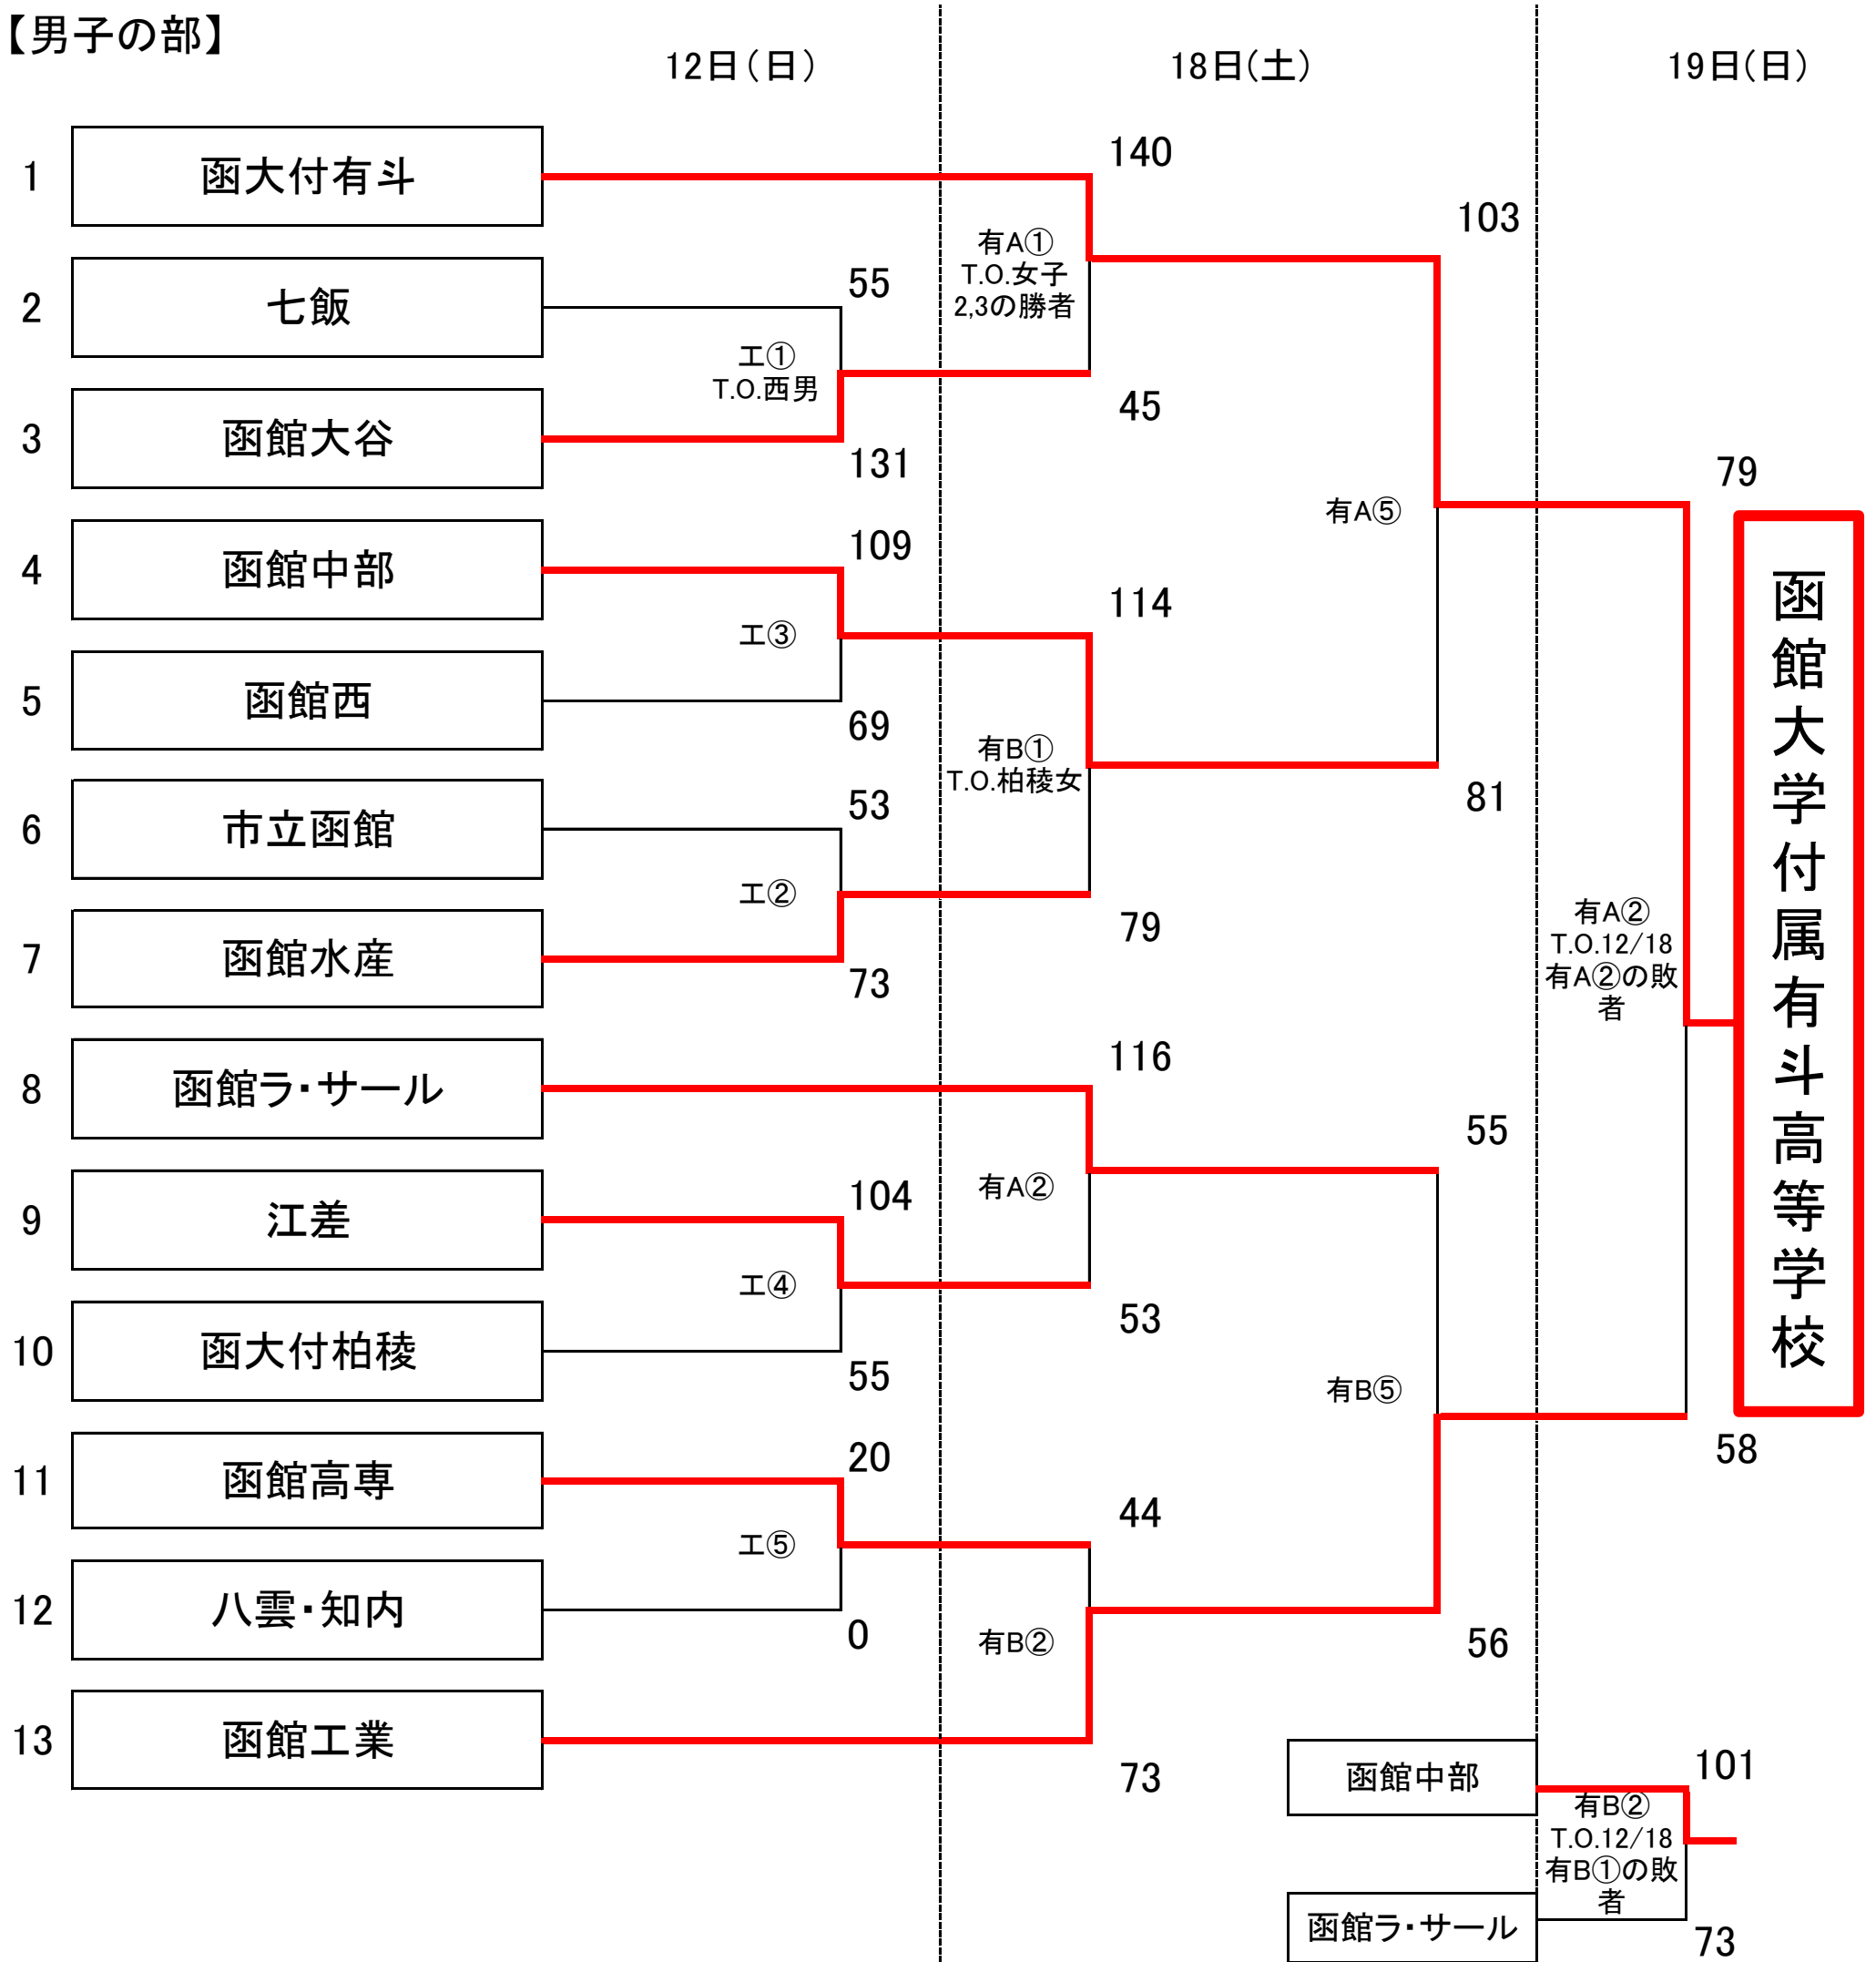 【男子の部】
12日(日)
18日(土)
19日(日)
1
函大付有斗
2
七飯
3
函館大谷
4
函館中部
5
函館西
6
市立函館
7
函館水産
8
函館ラ・サール
9
江差
10
函大付柏稜
11
函館高専
12
八雲・知内
13
函館工業
55
工①
T.O.西男
131
109
工③
69
53
工②
73
104
工④
55
20
工⑤
0
140
有A①
T.O.女子
2,3の勝者
45
114
有B①
T.O.柏稜女
79
116
有A②
53
44
有B②
73
103
有A⑤
81
55
有B⑤
56
79
有A②
T.O.12/18
有A②の敗
者
58
函館大学付属有斗高等学校
函館中部
101
有B②
T.O.12/18
有B①の敗
者
函館ラ・サール
73